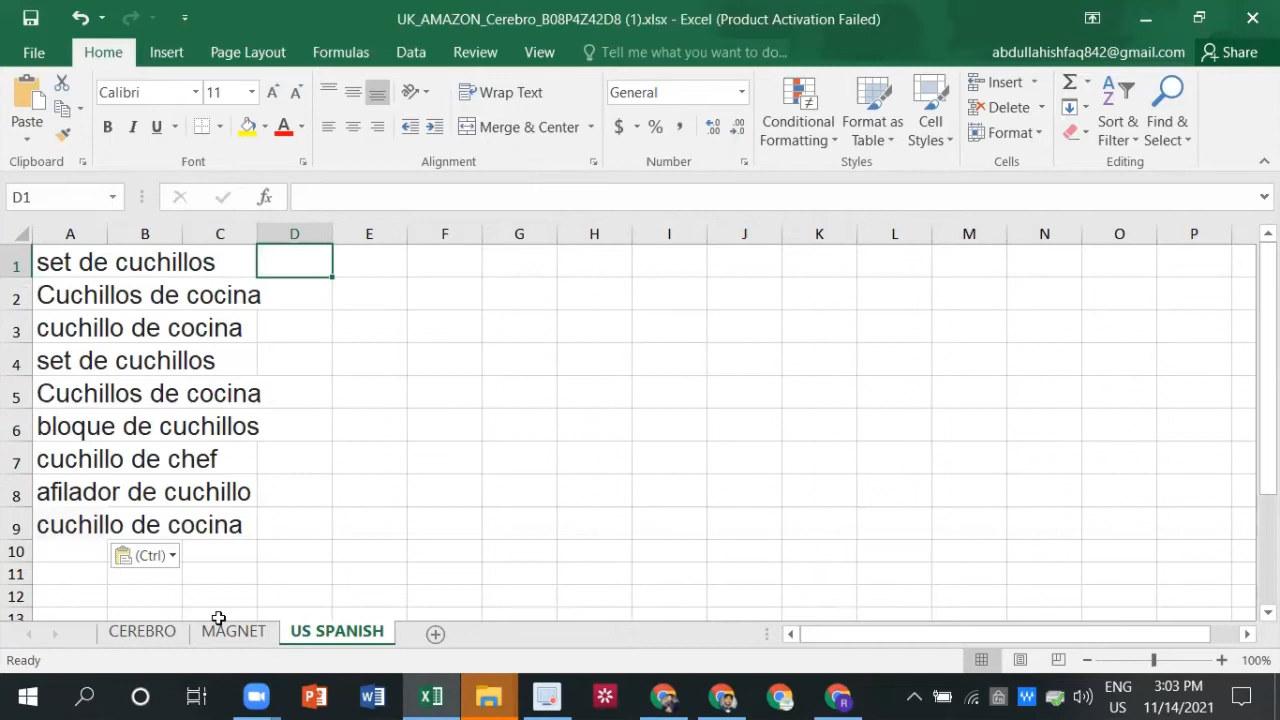 UK_AMAZON_Cerebro_B08P4Z42D8 (1).xlsx - Excel (Product Activation Failed)
File Home Insert Page Layout Formulas Data Review View Tell me what you want to do... abdullahishfaq842@gmail.com Share
Paste Calibri 11 Wrap Text General Conditional Formatting Format as Table Cell Styles Insert Sort & Filter Find & Select
B I U Merge & Center $ % , Delete
Format
Clipboard Font Alignment Number Styles Cells Editing
D1 fx
A B C D E F G H I J K L M N O P
1 set de cuchillos
2 Cuchillos de cocina
3 cuchillo de cocina
4 set de cuchillos
5 Cuchillos de cocina
6 bloque de cuchillos
7 cuchillo de chef
8 afilador de cuchillo
9 cuchillo de cocina
10 (Ctrl)
11
12
13
CEREBRO MAGNET US SPANISH
Ready 100%
ENG 3:03 PM
US 11/14/2021